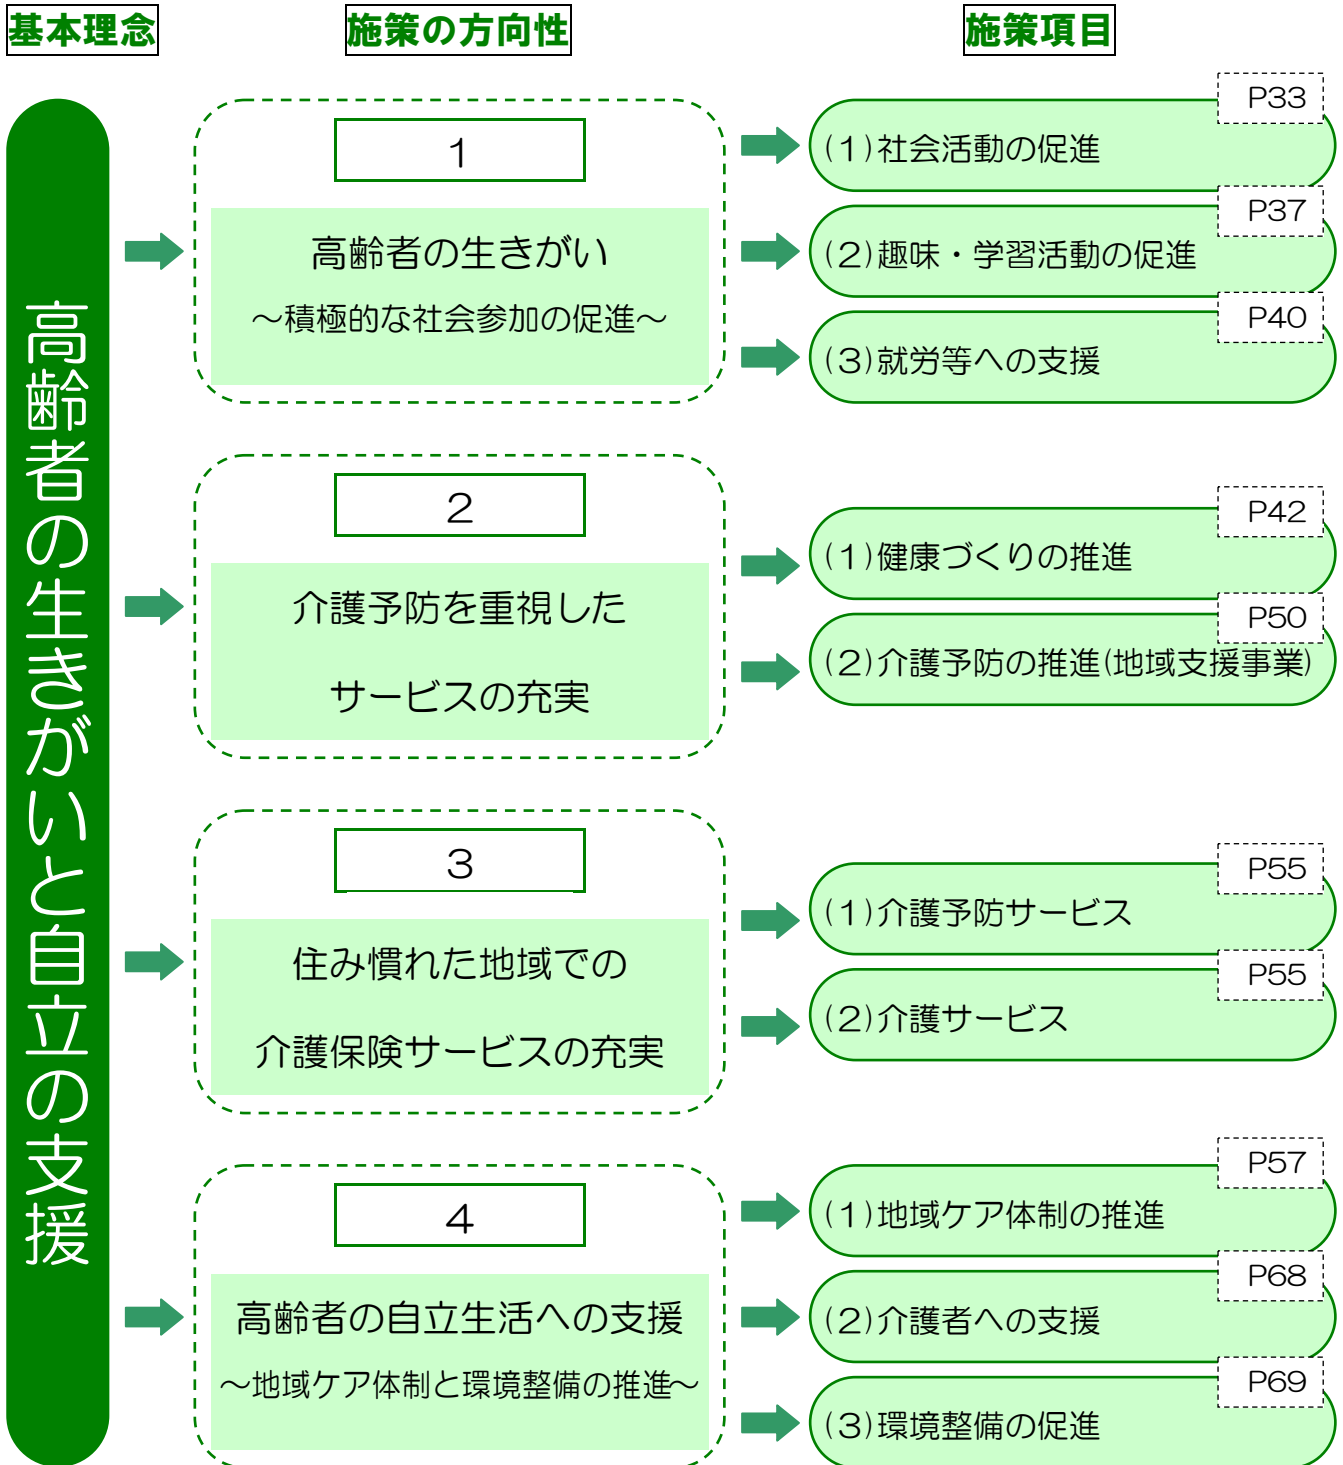 基本理念
施策の方向性
施策項目
高齢者の生きがいと自立の支援
1
高齢者の生きがい
～積極的な社会参加の促進～
P33
(1)社会活動の促進
P37
(2)趣味・学習活動の促進
P40
(3)就労等への支援
2
介護予防を重視した
サービスの充実
P42
(1)健康づくりの推進
P50
(2)介護予防の推進(地域支援事業)
3
住み慣れた地域での
介護保険サービスの充実
P55
(1)介護予防サービス
P55
(2)介護サービス
4
高齢者の自立生活への支援
～地域ケア体制と環境整備の推進～
P57
(1)地域ケア体制の推進
P68
(2)介護者への支援
P69
(3)環境整備の促進